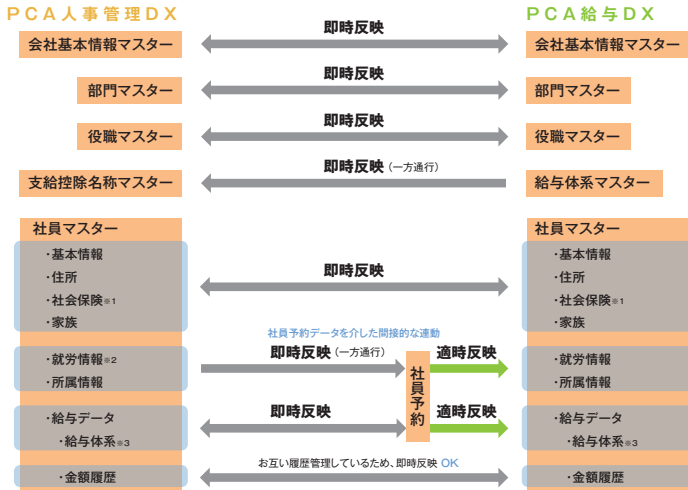 PCA人事管理DX
PCA給与DX
会社基本情報マスター
即時反映
会社基本情報マスター
部門マスター
即時反映
部門マスター
役職マスター
即時反映
役職マスター
支給控除名称マスター
即時反映（一方通行）
給与体系マスター
社員マスター
・基本情報
・住所
・社会保険※1
・家族
即時反映
社員マスター
・基本情報
・住所
・社会保険※1
・家族
社員予約データを介した間接的な連動
・就労情報※2
・所属情報
即時反映（一方通行）
社員予約
適時反映
・就労情報
・所属情報
・給与データ
・給与体系※3
即時反映
適時反映
・給与データ
・給与体系※3
・金額履歴
お互い履歴管理しているため、即時反映 OK
・金額履歴